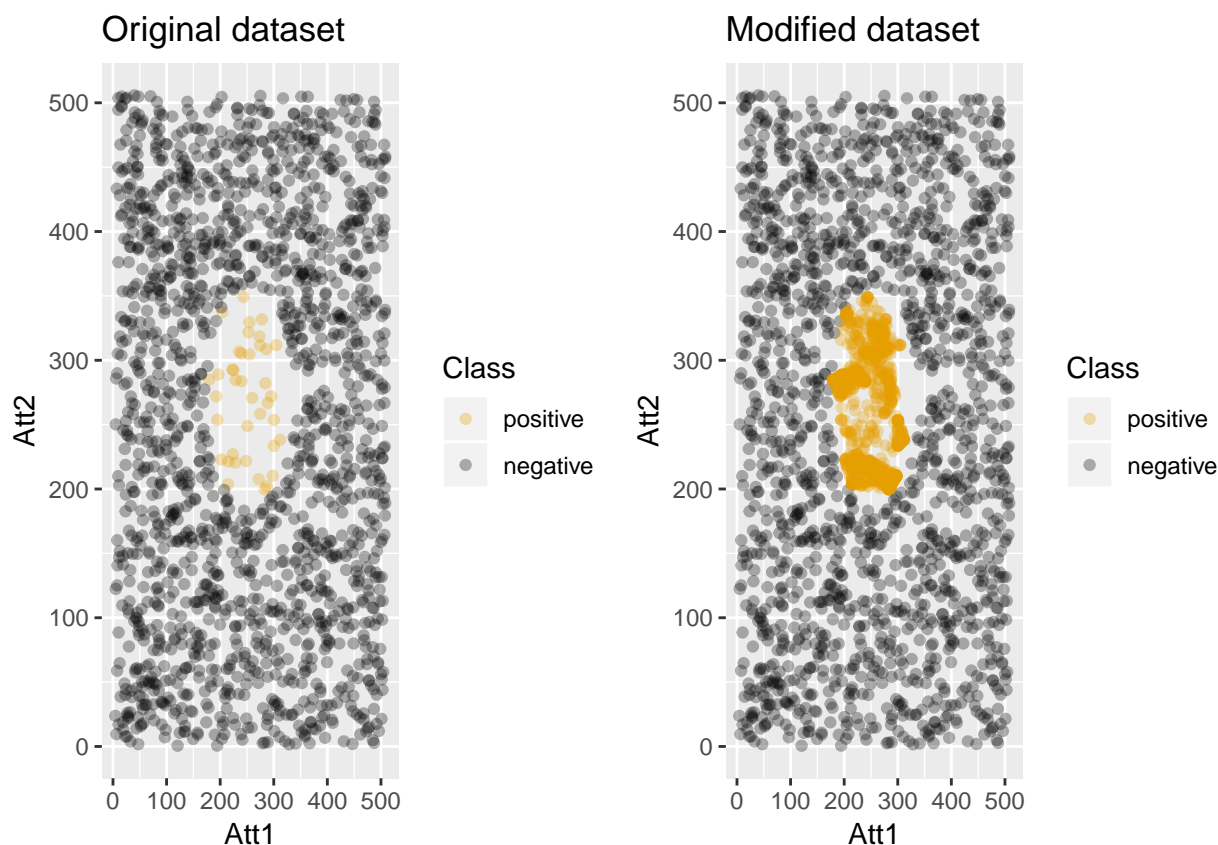 Original dataset
500
400
300
200
100
0
Att2
0 100 200 300 400 500
Att1
Class
positive
negative
Modified dataset
500
400
300
200
100
0
Att2
0 100 200 300 400 500
Att1
Class
positive
negative